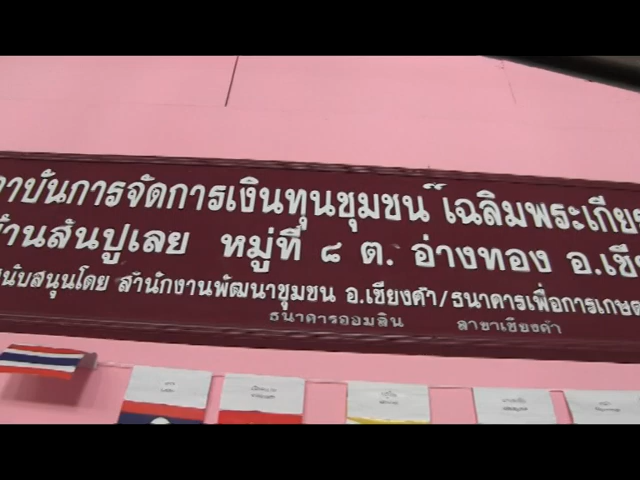 สถาบันการจัดการเงินทุนชุมชน เฉลิมพระเกีย
บ้านสันปูเลย หมู่ที่ ๘ ต. อ่างทอง อ.เชี
สนับสนุนโดย สำนักงานพัฒนาชุมชน อ.เชียงคำ/ธนาคารเพื่อการเกษต
ธนาคารออมสิน สาขาเชียงคำ